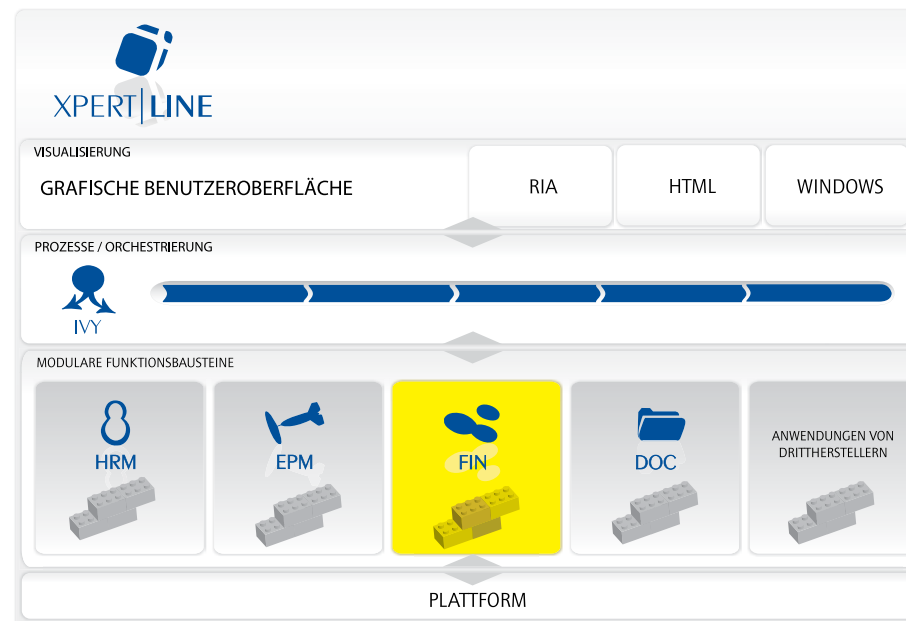 XPERT|LINE
VISUALISIERUNG
GRAFISCHE BENUTZEROBERFLÄCHE
RIA
HTML
WINDOWS
PROZESSE / ORCHESTRIERUNG
IVY
MODULARE FUNKTIONSBAUSTEINE
HRM
EPM
FIN
DOC
ANWENDUNGEN VON
DRITTHERSTELLERN
PLATTFORM